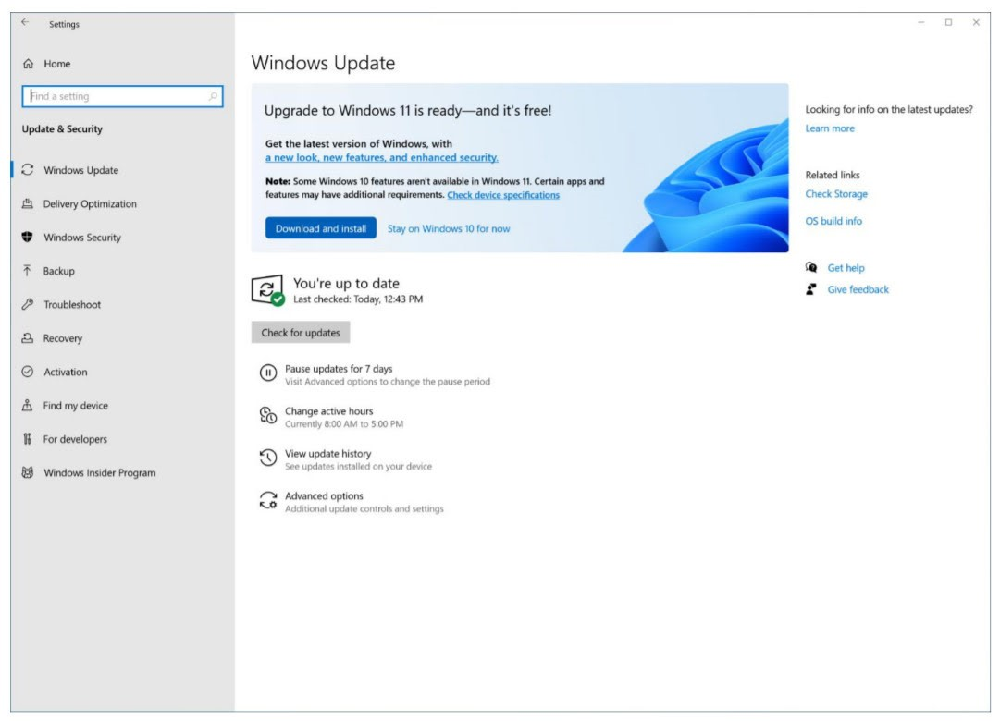 Settings
Home
Find a setting
Update & Security
Windows Update
Delivery Optimization
Windows Security
Backup
Troubleshoot
Recovery
Activation
Find my device
For developers
Windows Insider Program
Windows Update
Upgrade to Windows 11 is ready—and it's free!
Get the latest version of Windows, with
a new look, new features, and enhanced security.
Note: Some Windows 10 features aren't available in Windows 11. Certain apps and
features may have additional requirements. Check device specifications
Download and install
Stay on Windows 10 for now
You're up to date
Last checked: Today, 12:43 PM
Check for updates
Pause updates for 7 days
Visit Advanced options to change the pause period
Change active hours
Currently 8:00 AM to 5:00 PM
View update history
See updates installed on your device
Advanced options
Additional update controls and settings
Looking for info on the latest updates?
Learn more
Related links
Check Storage
OS build info
Get help
Give feedback